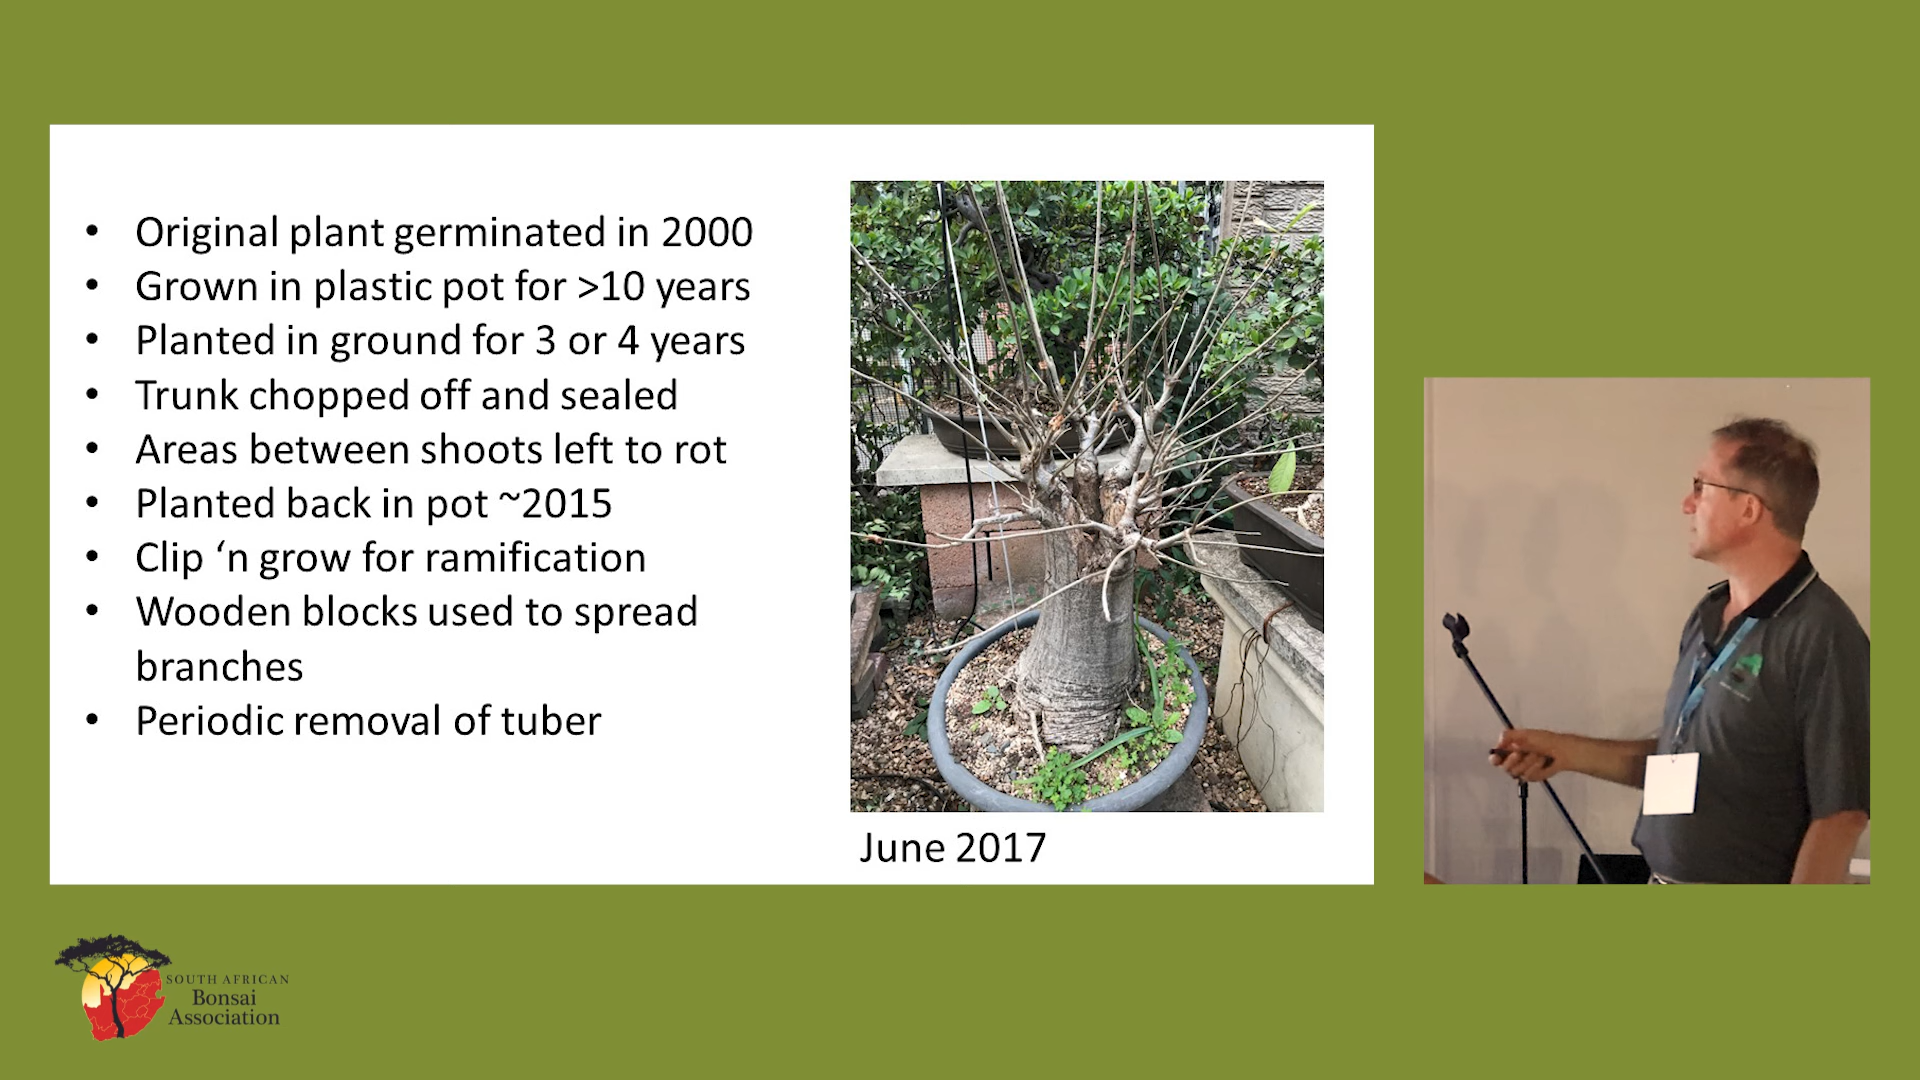 • Original plant germinated in 2000
• Grown in plastic pot for >10 years
• Planted in ground for 3 or 4 years
• Trunk chopped off and sealed
• Areas between shoots left to rot
• Planted back in pot ~2015
• Clip ‘n grow for ramification
• Wooden blocks used to spread
branches
• Periodic removal of tuber
June 2017
SOUTH AFRICAN
Bonsai
Association